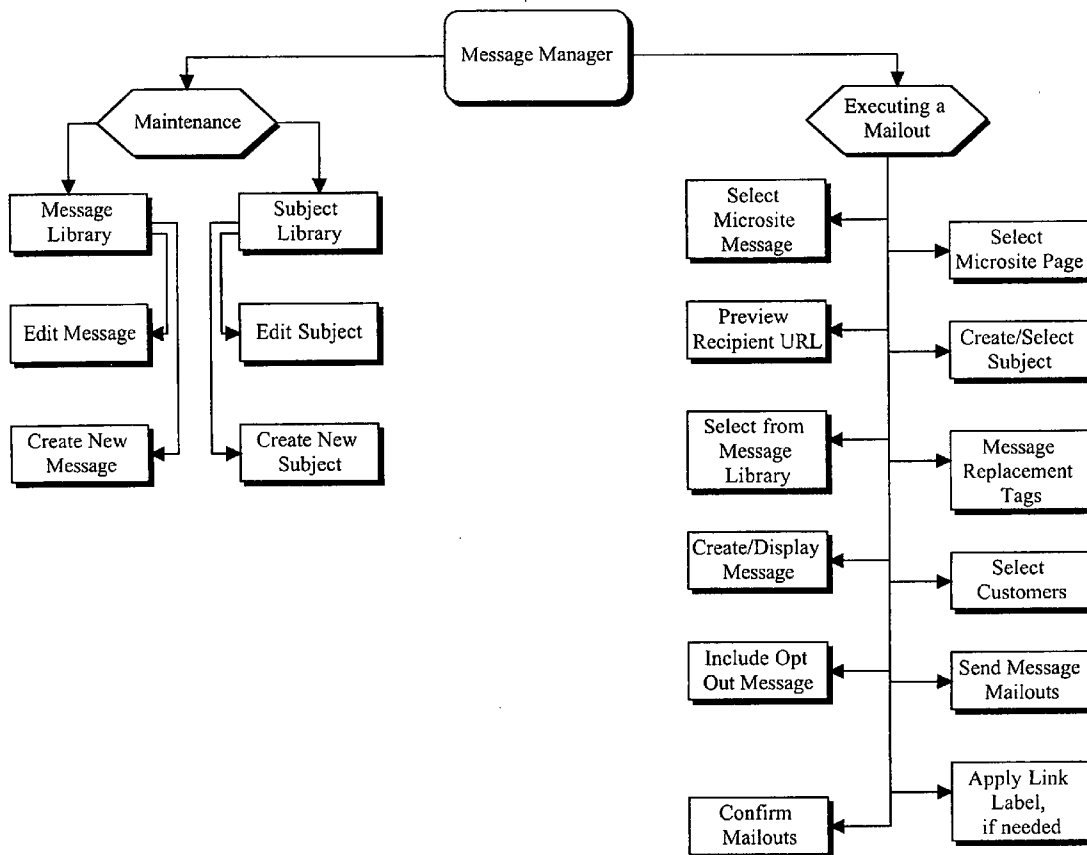 Message Manager
Maintenance
Executing a
Mailout
Message
Library
Subject
Library
Edit Message
Edit Subject
Create New
Message
Create New
Subject
Select
Microsite
Message
Select
Microsite Page
Preview
Recipient URL
Create/Select
Subject
Select from
Message
Library
Message
Replacement
Tags
Create/Display
Message
Select
Customers
Include Opt
Out Message
Send Message
Mailouts
Apply Link
Label,
if needed
Confirm
Mailouts